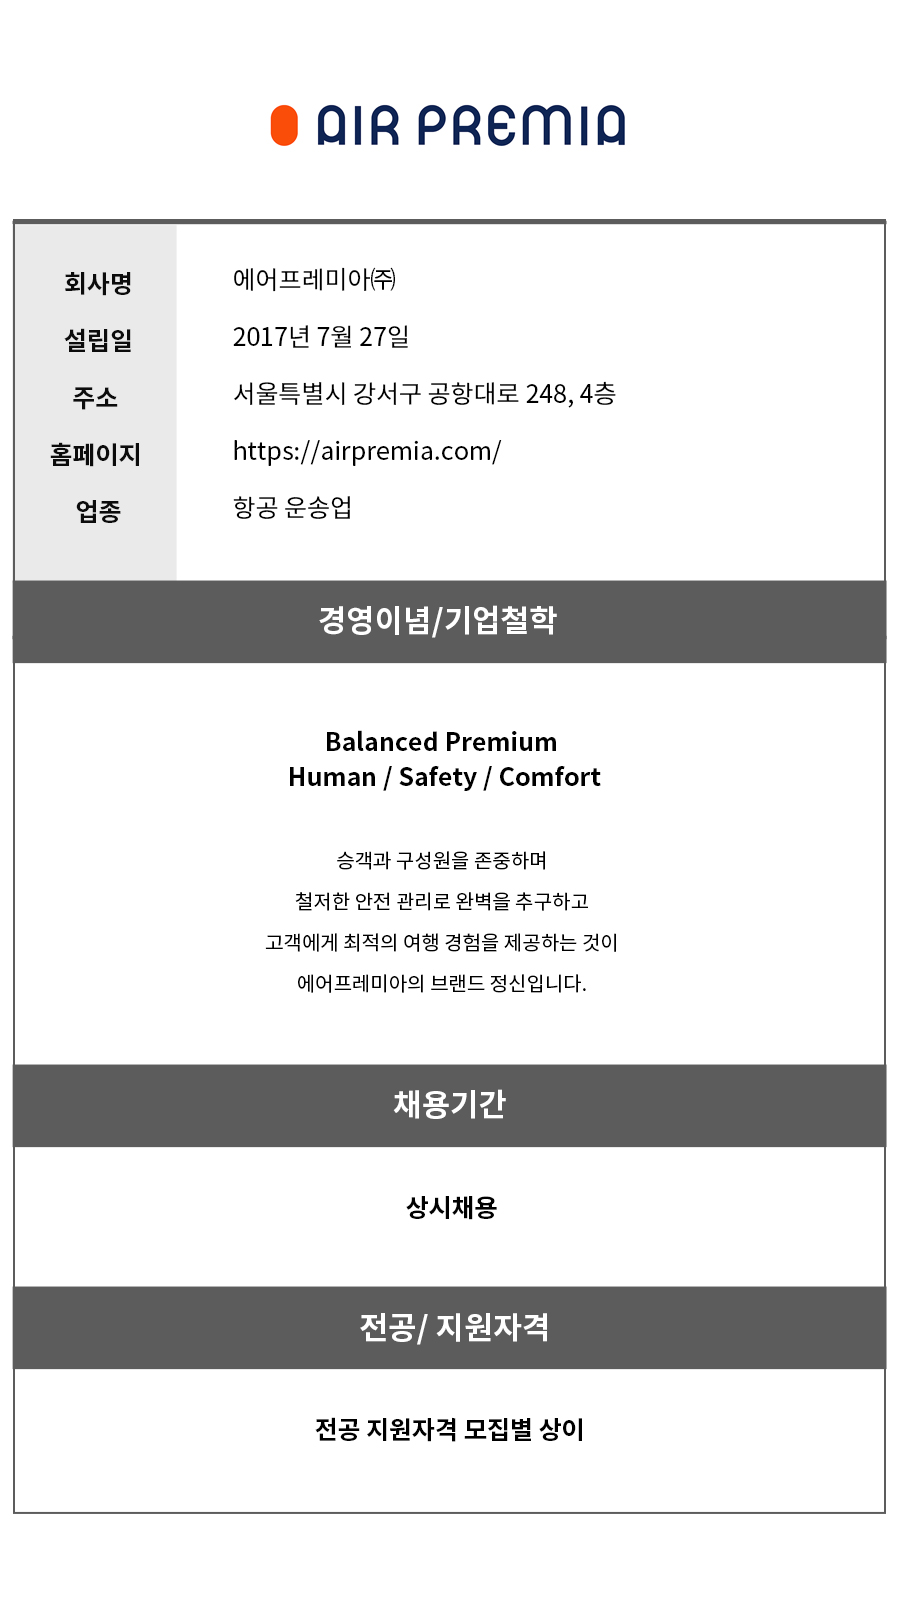 AIR PREMIA
회사명 에어프레미아㈜
설립일 2017년 7월 27일
주소 서울특별시 강서구 공항대로 248, 4층
홈페이지 https://airpremia.com/
업종 항공 운송업
경영이념/기업철학
Balanced Premium
Human / Safety / Comfort
승객과 구성원을 존중하며
철저한 안전 관리로 완벽을 추구하고
고객에게 최적의 여행 경험을 제공하는 것이
에어프레미아의 브랜드 정신입니다.
채용기간
상시채용
전공/ 지원자격
전공 지원자격 모집별 상이